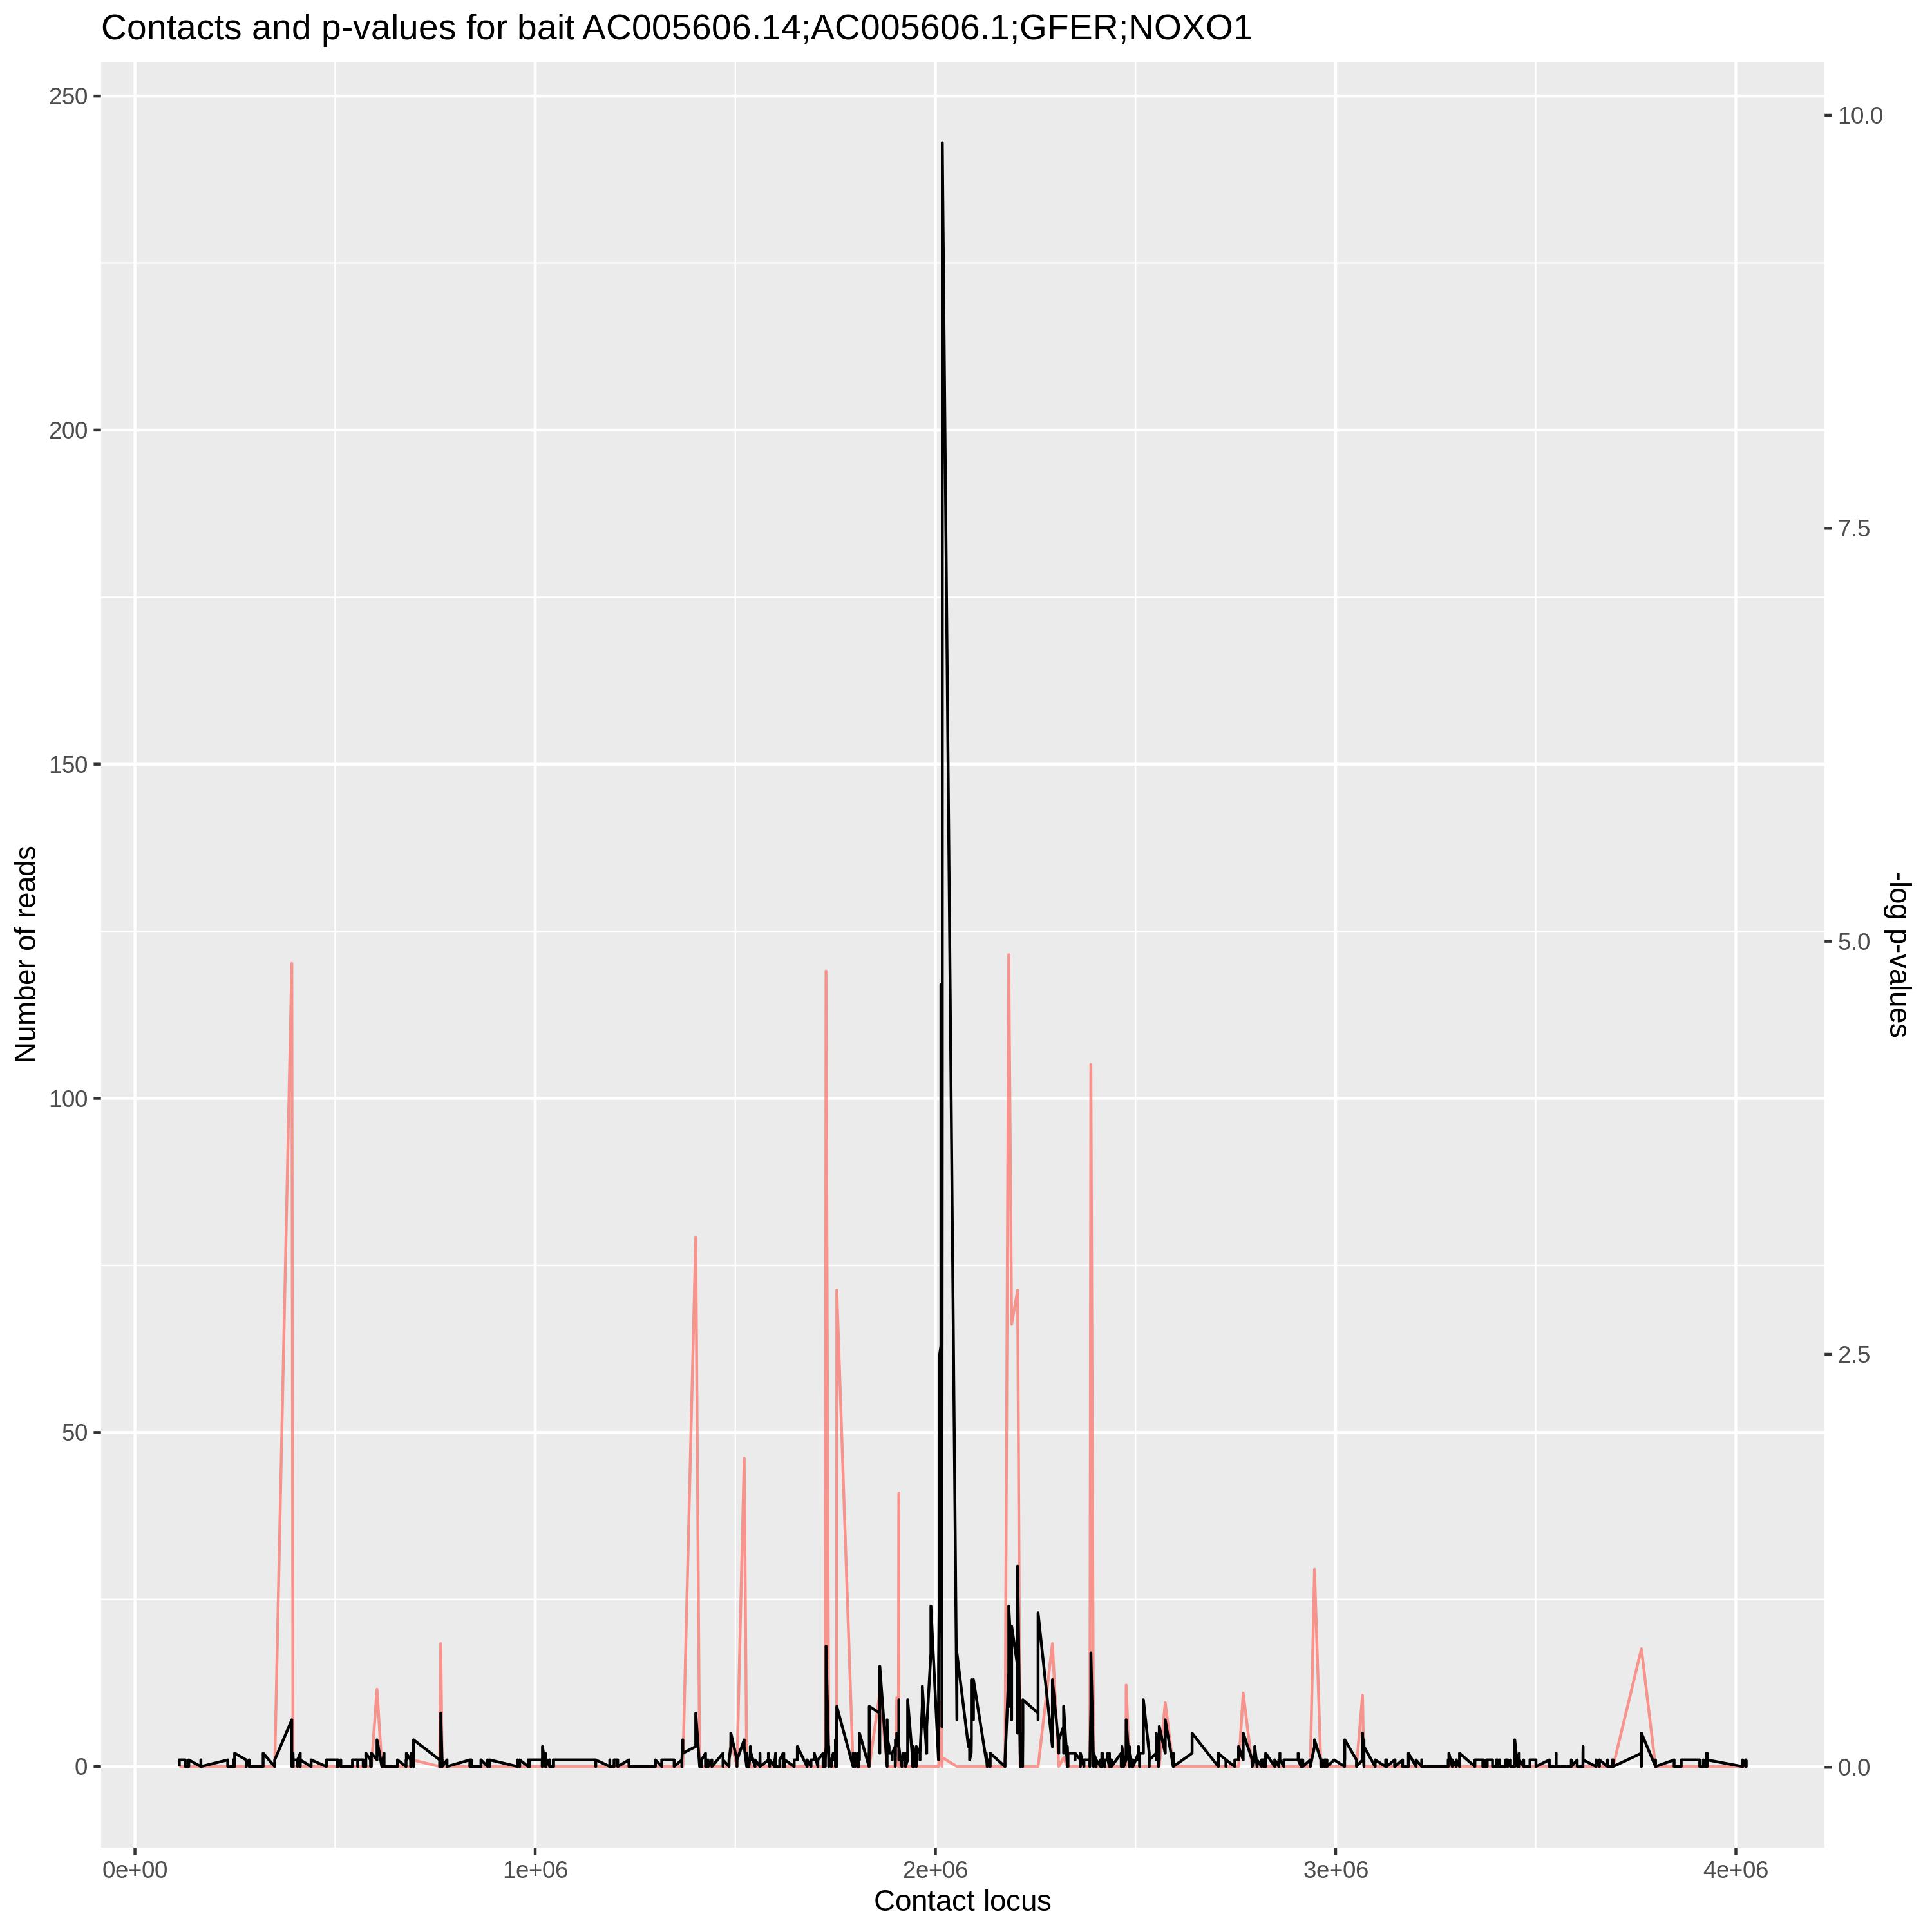 Contacts and p-values for bait AC005606.14;AC005606.1;GFER;NOXO1
250
200
150
100
50
0
Number of reads
10.0
7.5
5.0
2.5
0.0
-log p-values
0e+00 1e+06 2e+06 3e+06 4e+06
Contact locus